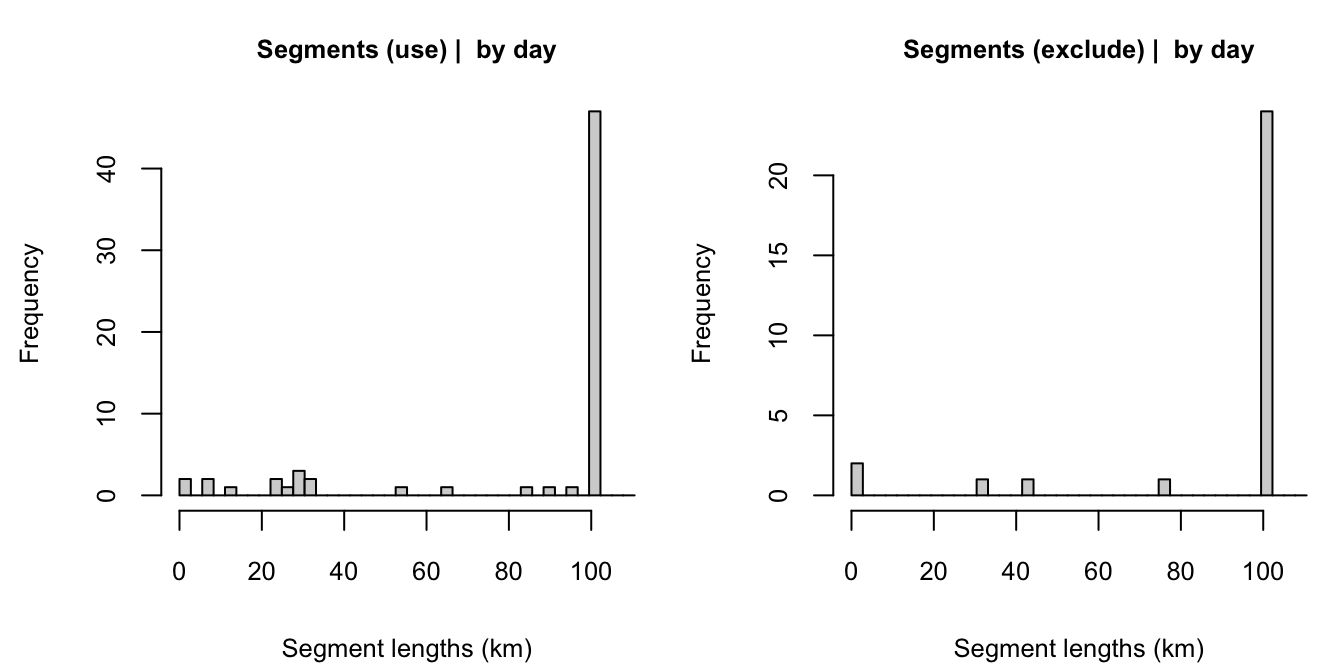 Segments (use) |  by day
Frequency
0
10
20
30
40
0 20 40 60 80 100
Segment lengths (km)
Segments (exclude) |  by day
Frequency
0
5
10
15
20
0 20 40 60 80 100
Segment lengths (km)